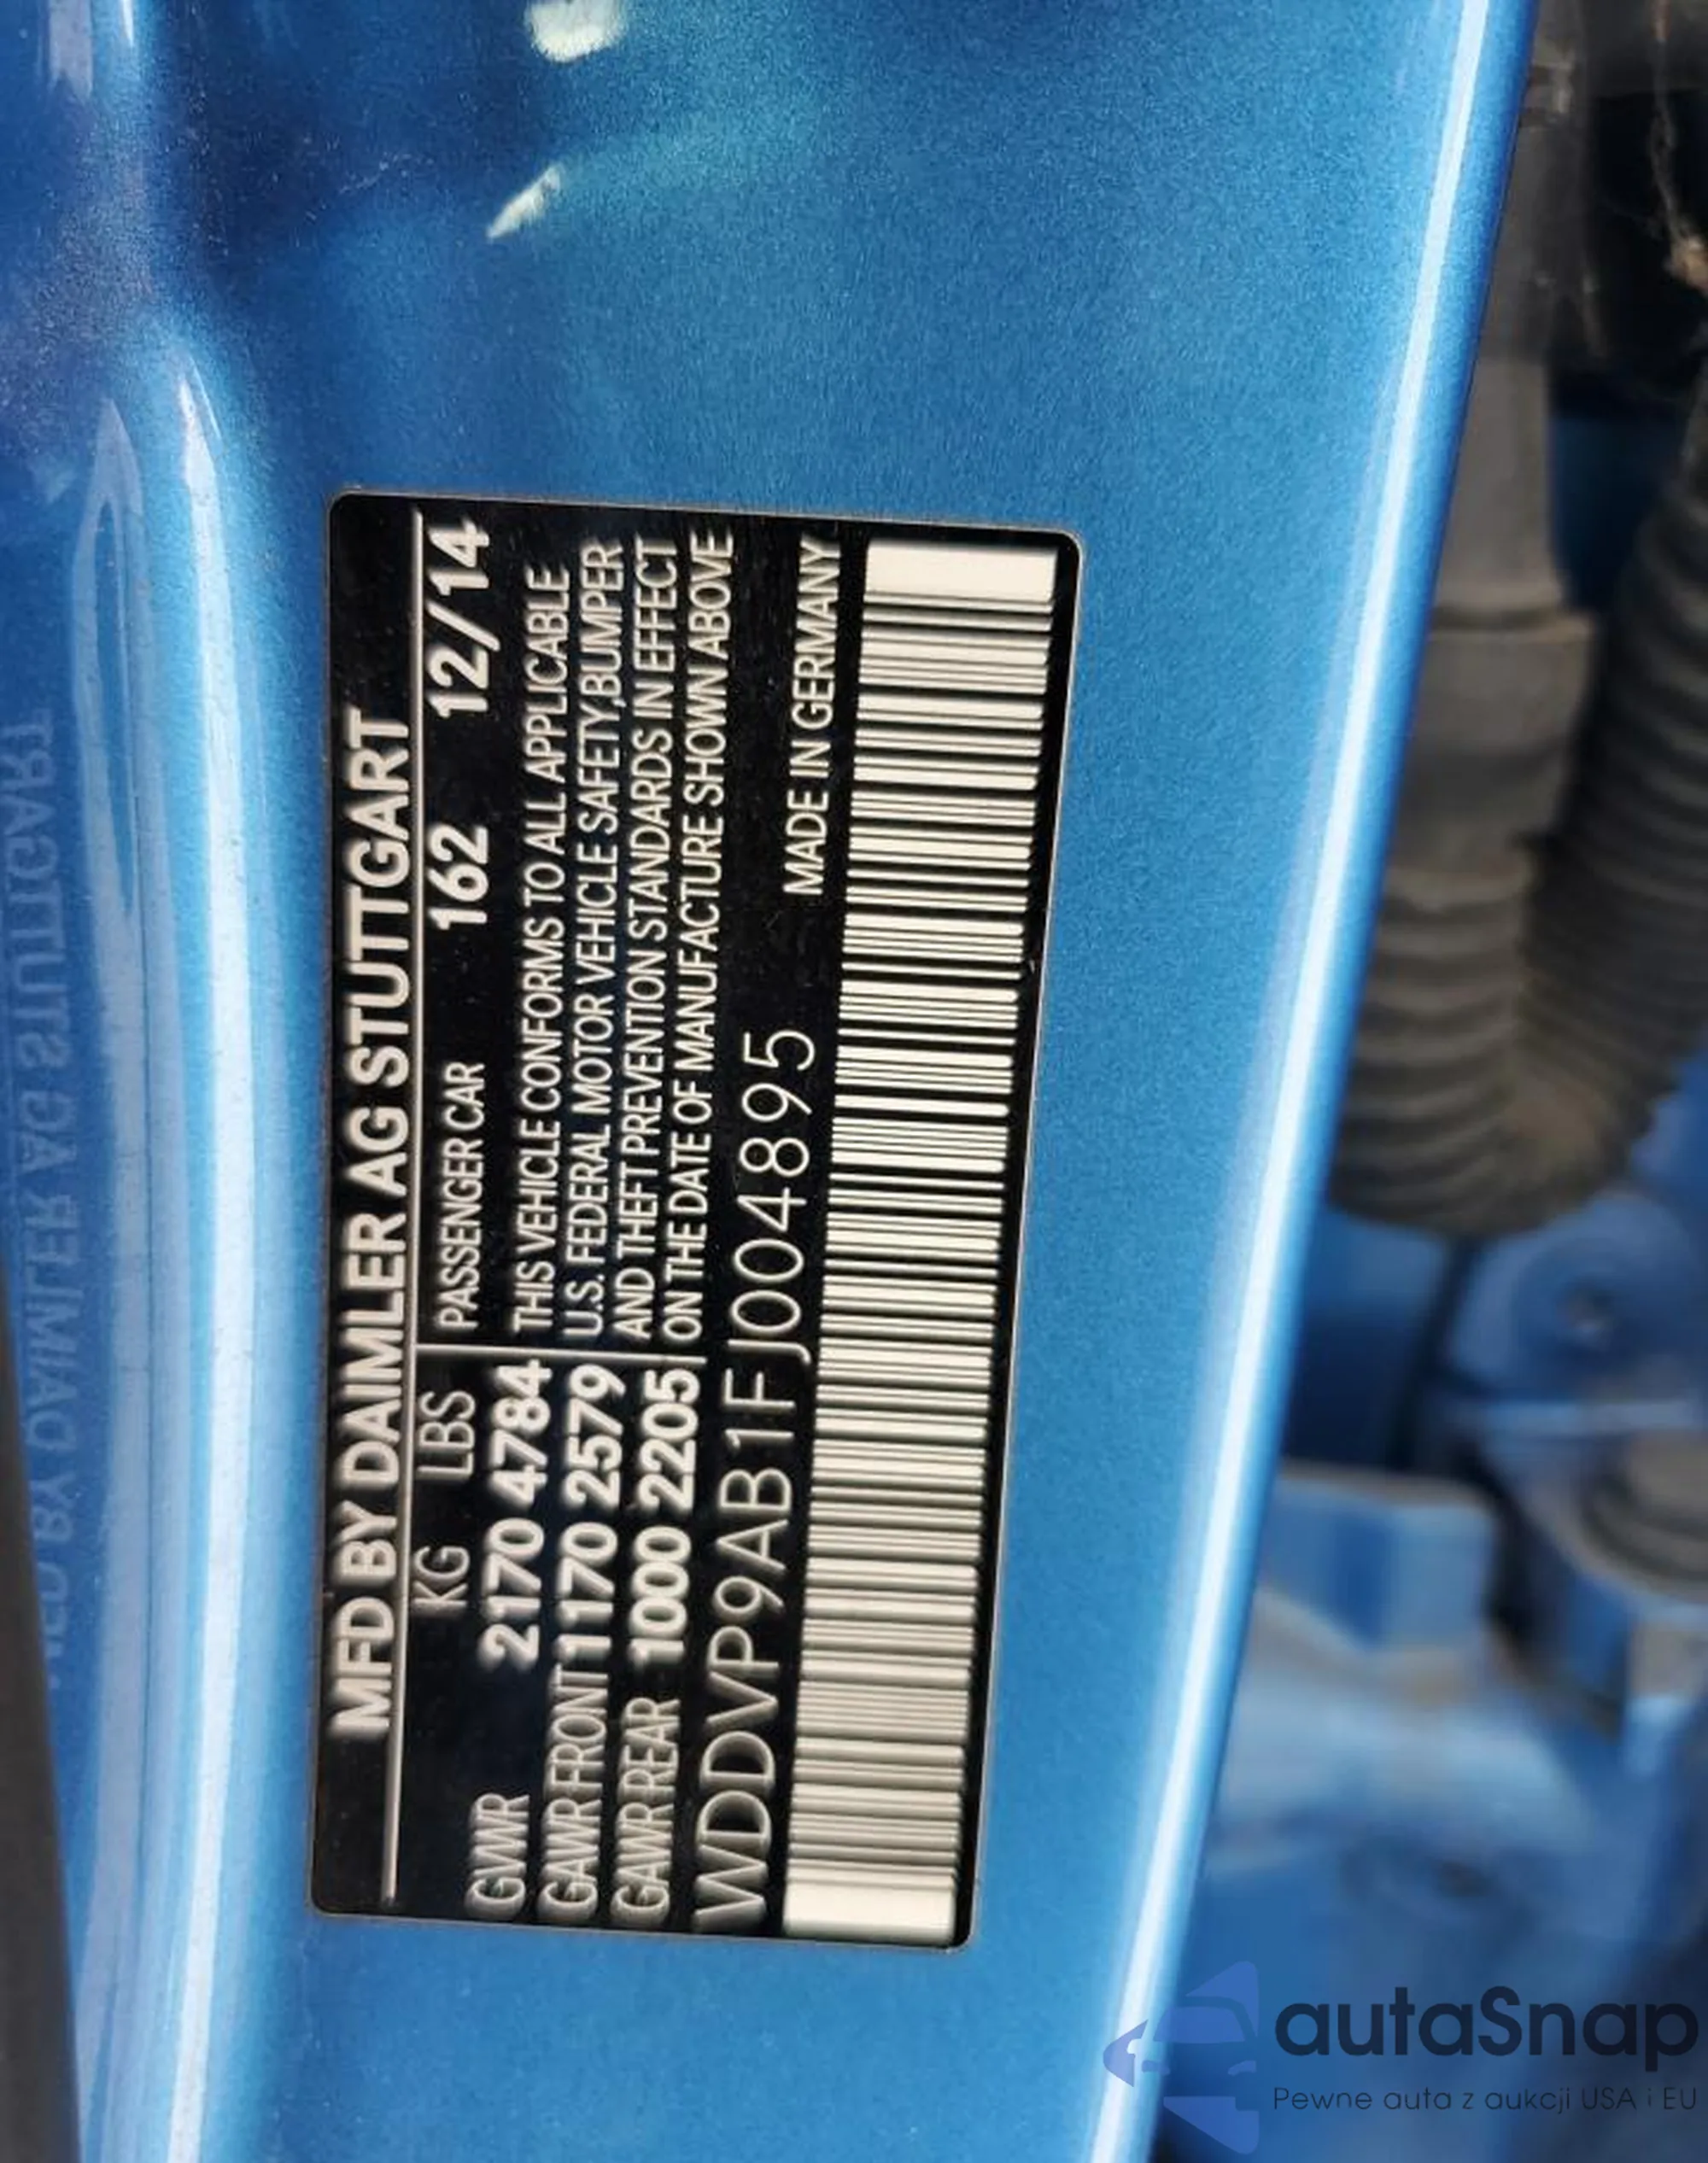 MFD BY DAIMLER AG STUTTGART
KG LBS
PASSENGER CAR 162 12/14
GVWR 2170 4784
GAWR FRONT 1170 2579
GAWR REAR 1000 2205
THIS VEHICLE CONFORMS TO ALL APPLICABLE
U.S. FEDERAL MOTOR VEHICLE SAFETY,BUMPER
AND THEFT PREVENTION STANDARDS IN EFFECT
ON THE DATE OF MANUFACTURE SHOWN ABOVE
WDDVP9AB1FJ004895
MADE IN GERMANY
autaSnap
Pewne auta z aukcji USA i EU